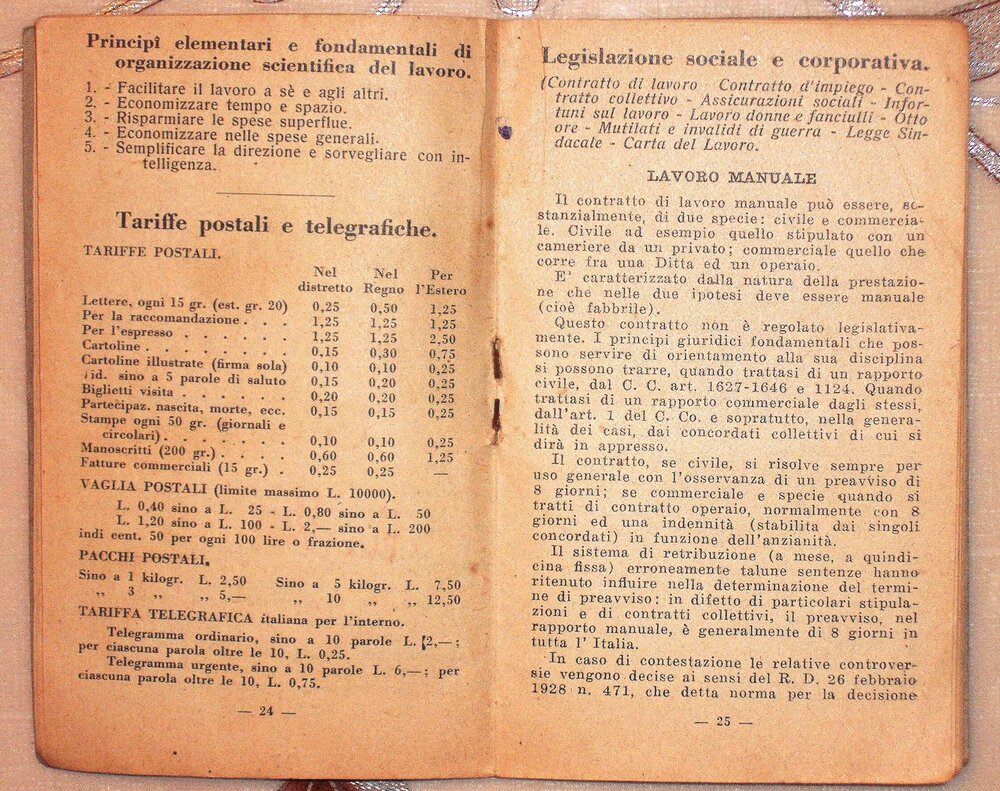 Principî elementari e fondamentali di
organizzazione scientifica del lavoro.
1. - Facilitare il lavoro a sè e agli altri.
2. - Economizzare tempo e spazio.
3. - Risparmiare le spese superflue.
4. - Economizzare nelle spese generali.
5. - Semplificare la direzione e sorvegliare con in-
telligenza.
Tariffe postali e telegrafiche.
TARIFFE POSTALI.
Nel Nel Per
distretto Regno l'Estero
Lettere, ogni 15 gr. (est. gr. 20) 0,25 0,50 1,25
Per la raccomandazione . . . 1,25 1,25 1,25
Per l'espresso . . . . . . 1,25 1,25 2,50
Cartoline . . . . . . . 0,15 0,30 0,75
Cartoline illustrate (firma sola) 0,10 0,10 0,25
id. sino a 5 parole di saluto 0,15 0,20 0,25
Biglietti visita . . . . . . 0,20 0,20 0,25
Partecipaz. nascita, morte, ecc. 0,15 0,15 0,25
Stampe ogni 50 gr. (giornali e
circolari) . . . . . . . 0,10 0,10 0,25
Manoscritti (200 gr.) . . . . 0,60 0,60 1,25
Fatture commerciali (15 gr.) . 0,25 0,25 —
VAGLIA POSTALI (limite massimo L. 10000).
L. 0,40 sino a L. 25 - L. 0,80 sino a L. 50
L. 1,20 sino a L. 100 - L. 2,— sino a L. 200
indi cent. 50 per ogni 100 lire o frazione.
PACCHI POSTALI.
Sino a 1 kilogr. L. 2,50 Sino a 5 kilogr. L. 7,50
„ 3 „ „ 5,— „ 10 „ „ 12,50
TARIFFA TELEGRAFICA italiana per l'interno.
Telegramma ordinario, sino a 10 parole L. 2,— ;
per ciascuna parola oltre le 10, L. 0,25.
Telegramma urgente, sino a 10 parole L. 6,— ; per
ciascuna parola oltre le 10, L. 0,75.
— 24 —
Legislazione sociale e corporativa.
(Contratto di lavoro - Contratto d'impiego - Con-
tratto collettivo - Assicurazioni sociali - Infor-
tuni sul lavoro - Lavoro donne e fanciulli - Otto
ore - Mutilati e invalidi di guerra - Legge Sin-
dacale - Carta del Lavoro.
LAVORO MANUALE
Il contratto di lavoro manuale può essere, so-
stanzialmente, di due specie: civile e commercia-
le. Civile ad esempio quello stipulato con un
cameriere da un privato; commerciale quello che
corre fra una Ditta ed un operaio.
E' caratterizzato dalla natura della prestazio-
ne che nelle due ipotesi deve essere manuale
(cioè fabbrile).
Questo contratto non è regolato legislativa-
mente. I principi giuridici fondamentali che pos-
sono servire di orientamento alla sua disciplina
si possono trarre, quando trattasi di un rapporto
civile, dal C. C. art. 1627-1646 e 1124. Quando
trattasi di un rapporto commerciale dagli stessi,
dall'art. 1 del C. Co. e sopratutto, nella genera-
lità dei casi, dai concordati collettivi di cui si
dirà in appresso.
Il contratto, se civile, si risolve sempre per
uso generale con l'osservanza di un preavviso di
8 giorni; se commerciale e specie quando si
tratti di contratto operaio, normalmente con 8
giorni ed una indennità (stabilita dai singoli
concordati) in funzione dell'anzianità.
Il sistema di retribuzione (a mese, a quindi-
cina fissa) erroneamente talune sentenze hanno
ritenuto influire nella determinazione del termi-
ne di preavviso: in difetto di particolari stipula-
zioni e di contratti collettivi, il preavviso, nel
rapporto manuale, è generalmente di 8 giorni in
tutta l' Italia.
In caso di contestazione le relative controver-
sie vengono decise ai sensi del R. D. 26 febbraio
1928 n. 471, che detta norma per la decisione
— 25 —